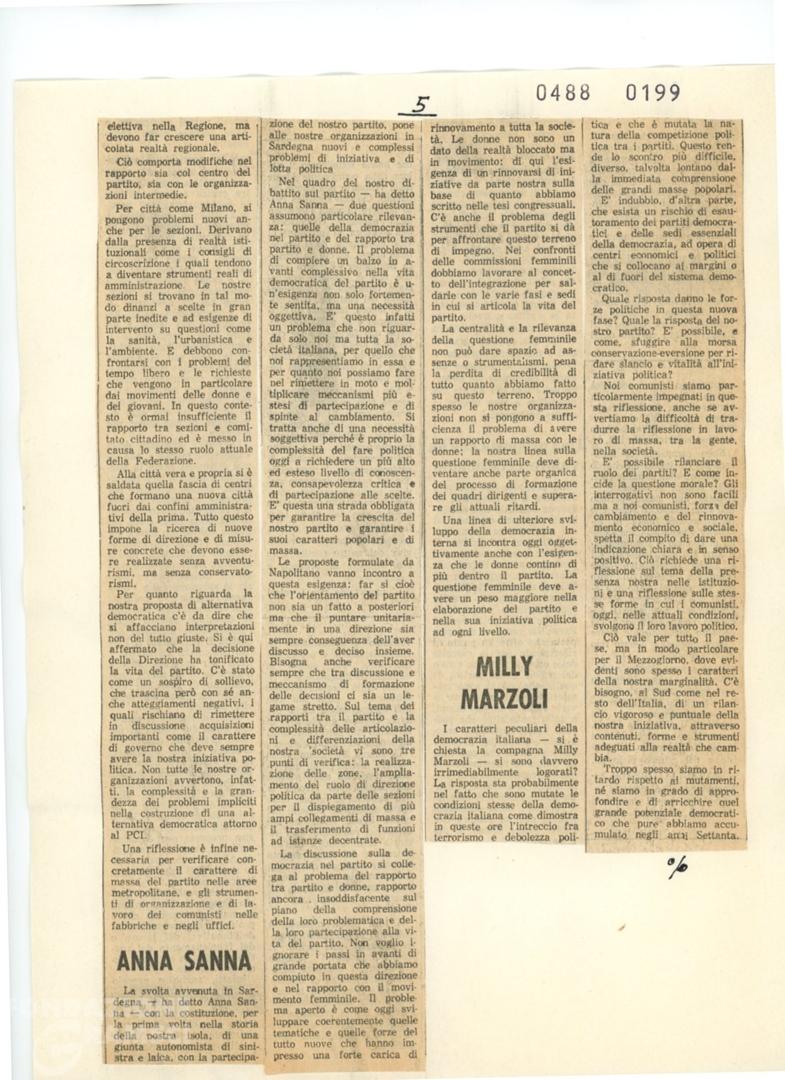 5
0488 0199
elettiva nella Regione, ma
devono far crescere una arti-
colata realtà regionale.
Ciò comporta modifiche nel
rapporto sia col centro del
partito, sia con le organizza-
zioni intermedie.
Per città come Milano, si
pongono problemi nuovi an-
che per le sezioni. Derivano
dalla presenza di realtà isti-
tuzionali come i consigli di
circoscrizione i quali tendono
a diventare strumenti reali di
amministrazione. Le nostre
sezioni si trovano in tal mo-
do dinanzi a scelte in gran
parte inedite e ad esigenze di
intervento su questioni come
la sanità, l'urbanistica e
l'ambiente. E debbono con-
frontarsi con i problemi del
tempo libero e le richieste
che vengono in particolare
dai movimenti delle donne e
dei giovani. In questo conte-
sto è ormai insufficiente il
rapporto tra sezioni e comi-
tato cittadino ed è messo in
causa lo stesso ruolo attuale
della Federazione.
Alla città vera e propria si è
saldata quella fascia di centri
che formano una nuova città
fuori dai confini amministra-
tivi della prima. Tutto questo
impone la ricerca di nuove
forme di direzione e di misu-
re concrete che devono esse-
re realizzate senza avventu-
rismi, ma senza conservato-
rismi.
Per quanto riguarda la
nostra proposta di alternativa
democratica c'è da dire che
si affacciano interpretazioni
non del tutto giuste. Si è qui
affermato che la decisione
della Direzione ha tonificato
la vita del partito. C'è stato
come un sospiro di sollievo,
che trascina però con sé an-
che atteggiamenti negativi, i
quali rischiano di rimettere
in discussione acquisizioni
importanti come il carattere
di governo che deve sempre
avere la nostra iniziativa po-
litica. Non tutte le nostre or-
ganizzazioni avvertono, infat-
ti, la complessità e la gran-
dezza dei problemi impliciti
nella costruzione di una al-
ternativa democratica attorno
al PCI.
Una riflessione è infine ne-
cessaria per verificare con-
cretamente il carattere di
massa del partito nelle aree
metropolitane, e gli strumen-
ti di organizzazione e di la-
voro dei comunisti nelle
fabbriche e negli uffici.
ANNA SANNA
La svolta avvenuta in Sar-
degna — ha detto Anna San-
na — con la costituzione, per
la prima volta nella storia
della nostra isola, di una
giunta autonomista di sini-
stra e laica, con la partecipa-
zione del nostro partito, pone
alle nostre organizzazioni in
Sardegna nuovi e complessi
problemi di iniziativa e di
lotta politica
Nel quadro del nostro di-
battito sul partito — ha detto
Anna Sanna — due questioni
assumono particolare rilevan-
za: quelle della democrazia
nel partito e del rapporto tra
partito e donne. Il problema
di compiere un balzo in a-
vanti complessivo nella vita
democratica del partito è u-
n'esigenza non solo fortemen-
te sentita, ma una necessità
oggettiva. E' questo infatti
un problema che non riguar-
da solo noi ma tutta la so-
cietà italiana, per quello che
noi rappresentiamo in essa e
per quanto noi possiamo fare
nel rimettere in moto e mol-
tiplicare meccanismi più e-
stesi di partecipazione e di
spinte al cambiamento. Si
tratta anche di una necessità
soggettiva perché è proprio la
complessità del fare politica
oggi a richiedere un più alto
ed esteso livello di conoscen-
za, consapevolezza critica e
di partecipazione alle scelte.
E' questa una strada obbligata
per garantire la crescita del
nostro partito e garantire i
suoi caratteri popolari e di
massa.
Le proposte formulate da
Napolitano vanno incontro a
questa esigenza: far sì cioè
che l'orientamento del partito
non sia un fatto a posteriori
ma che il puntare unitaria-
mente in una direzione sia
sempre conseguenza dell'aver
discusso e deciso insieme.
Bisogna anche verificare
sempre che tra discussione e
meccanismo di formazione
delle decisioni ci sia un le-
game stretto. Sul tema dei
rapporti tra il partito e la
complessità delle articolazio-
ni e differenziazioni della
nostra società vi sono tre
punti di verifica: la realizza-
zione delle zone, l'amplia-
mento del ruolo di direzione
politica da parte delle sezioni
per il dispiegamento di più
ampi collegamenti di massa e
il trasferimento di funzioni
ad istanze decentrate.
La discussione sulla de-
mocrazia nel partito si colle-
ga al problema del rapporto
tra partito e donne, rapporto
ancora insoddisfacente sul
piano della comprensione
della loro problematica e del-
la loro partecipazione alla vi-
ta del partito. Non voglio i-
gnorare i passi in avanti di
grande portata che abbiamo
compiuto in questa direzione
e nel rapporto con il movi-
mento femminile. Il proble-
ma aperto è come oggi svi-
luppare coerentemente quelle
tematiche e quelle forze del
tutto nuove che hanno im-
presso una forte carica di
rinnovamento a tutta la socie-
tà. Le donne non sono un
dato della realtà bloccato ma
in movimento: di qui l'esi-
genza di un rinnovarsi di ini-
ziative da parte nostra sulla
base di quanto abbiamo
scritto nelle tesi congressuali.
C'è anche il problema degli
strumenti che il partito si dà
per affrontare questo terreno
di impegno. Nei confronti
delle commissioni femminili
dobbiamo lavorare al concet-
to dell'integrazione per sal-
darle con le varie fasi e sedi
in cui si articola la vita del
partito.
La centralità e la rilevanza
della questione femminile
non può dare spazio ad as-
senze o strumentalismi, pena
la perdita di credibilità di
tutto quanto abbiamo fatto
su questo terreno. Troppo
spesso le nostre organizza-
zioni non si pongono a suffi-
cienza il problema di avere
un rapporto di massa con le
donne: la nostra linea sulla
questione femminile deve di-
ventare anche parte organica
del processo di formazione
dei quadri dirigenti e supera-
re gli attuali ritardi.
Una linea di ulteriore svi-
luppo della democrazia in-
terna si incontra oggi ogget-
tivamente anche con l'esigen-
za che le donne contino di
più dentro il partito. La
questione femminile deve a-
vere un peso maggiore nella
elaborazione del partito e
nella sua iniziativa politica
ad ogni livello.
MILLY
MARZOLI
I caratteri peculiari della
democrazia italiana — si è
chiesta la compagna Milly
Marzoli — si sono davvero
irrimediabilmente logorati?
La risposta sta probabilmente
nel fatto che sono mutate le
condizioni stesse della demo-
crazia italiana come dimostra
in queste ore l'intreccio fra
terrorismo e debolezza poli-
tica e che è mutata la na-
tura della competizione poli-
tica tra i partiti. Questo ren-
de lo scontro più difficile,
diverso, talvolta lontano dal-
la immediata comprensione
delle grandi masse popolari.
E' indubbio, d'altra parte,
che esista un rischio di esau-
toramento dei partiti democra-
tici e delle sedi essenziali
della democrazia, ad opera di
centri economici e politici
che si collocano ai margini o
al di fuori del sistema demo-
cratico.
Quale risposta danno le for-
ze politiche in questa nuova
fase? Quale la risposta del no-
stro partito? E' possibile, e
come, sfuggire alla morsa
conservazione-eversione per ri-
dare slancio e vitalità all'ini-
ziativa politica?
Noi comunisti siamo par-
ticolarmente impegnati in que-
sta riflessione, anche se av-
vertiamo la difficoltà di tra-
durre la riflessione in lavo-
ro di massa, tra la gente,
nella società.
E' possibile rilanciare il
ruolo dei partiti? E come in-
cide la questione morale? Gli
interrogativi non sono facili
ma a noi comunisti, forza del
cambiamento e del rinnova-
mento economico e sociale,
spetta il compito di dare una
indicazione chiara e in senso
positivo. Ciò richiede una ri-
flessione sul tema della pre-
senza nostra nelle istituzio-
ni e una riflessione sulle stes-
se forme in cui i comunisti,
oggi, nelle attuali condizioni,
svolgono il loro lavoro politico.
Ciò vale per tutto il pae-
se, ma in modo particolare
per il Mezzogiorno, dove evi-
denti sono spesso i caratteri
della nostra marginalità. C'è
bisogno, al Sud come nel re-
sto dell'Italia, di un rilan-
cio vigoroso e puntuale della
nostra iniziativa, attraverso
contenuti, forme e strumenti
adeguati alla realtà che cam-
bia.
Troppo spesso siamo in ri-
tardo rispetto ai mutamenti,
né siamo in grado di appro-
fondire e di arricchire quel
grande potenziale democrati-
co che pure abbiamo accu-
mulato negli anni Settanta.
%